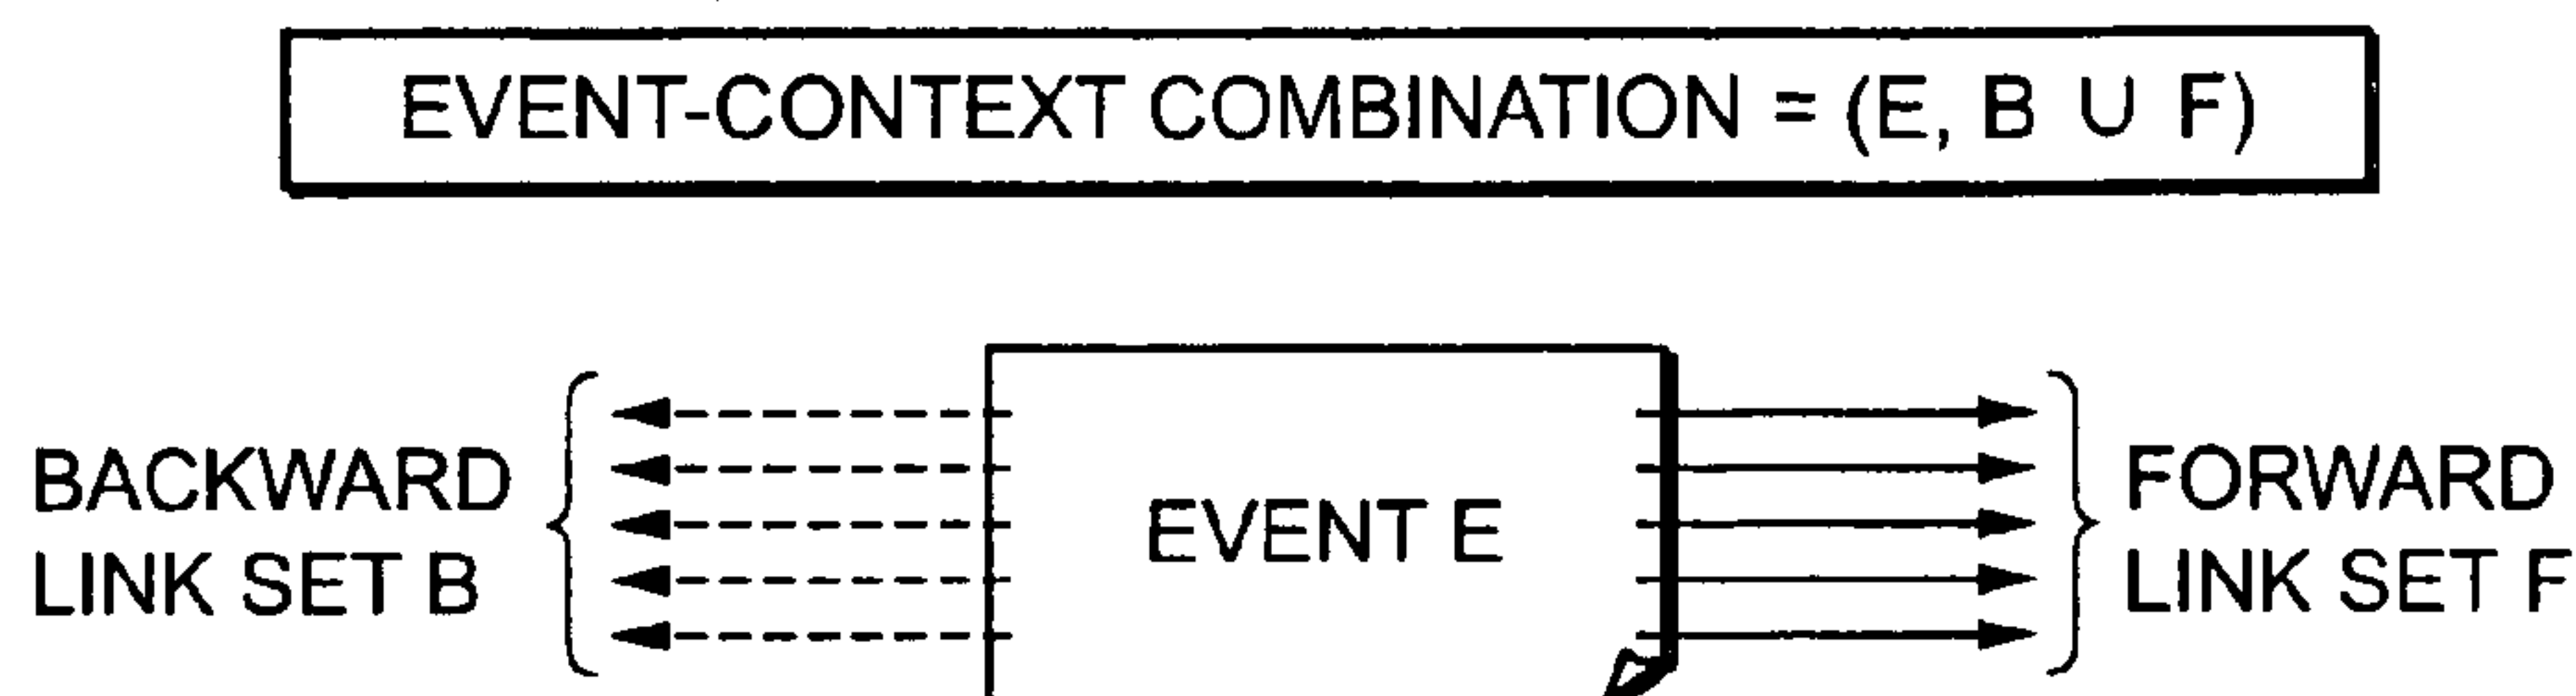 EVENT-CONTEXT COMBINATION = (E, B ∪ F)
BACKWARD
LINK SET B
EVENT E
FORWARD
LINK SET F